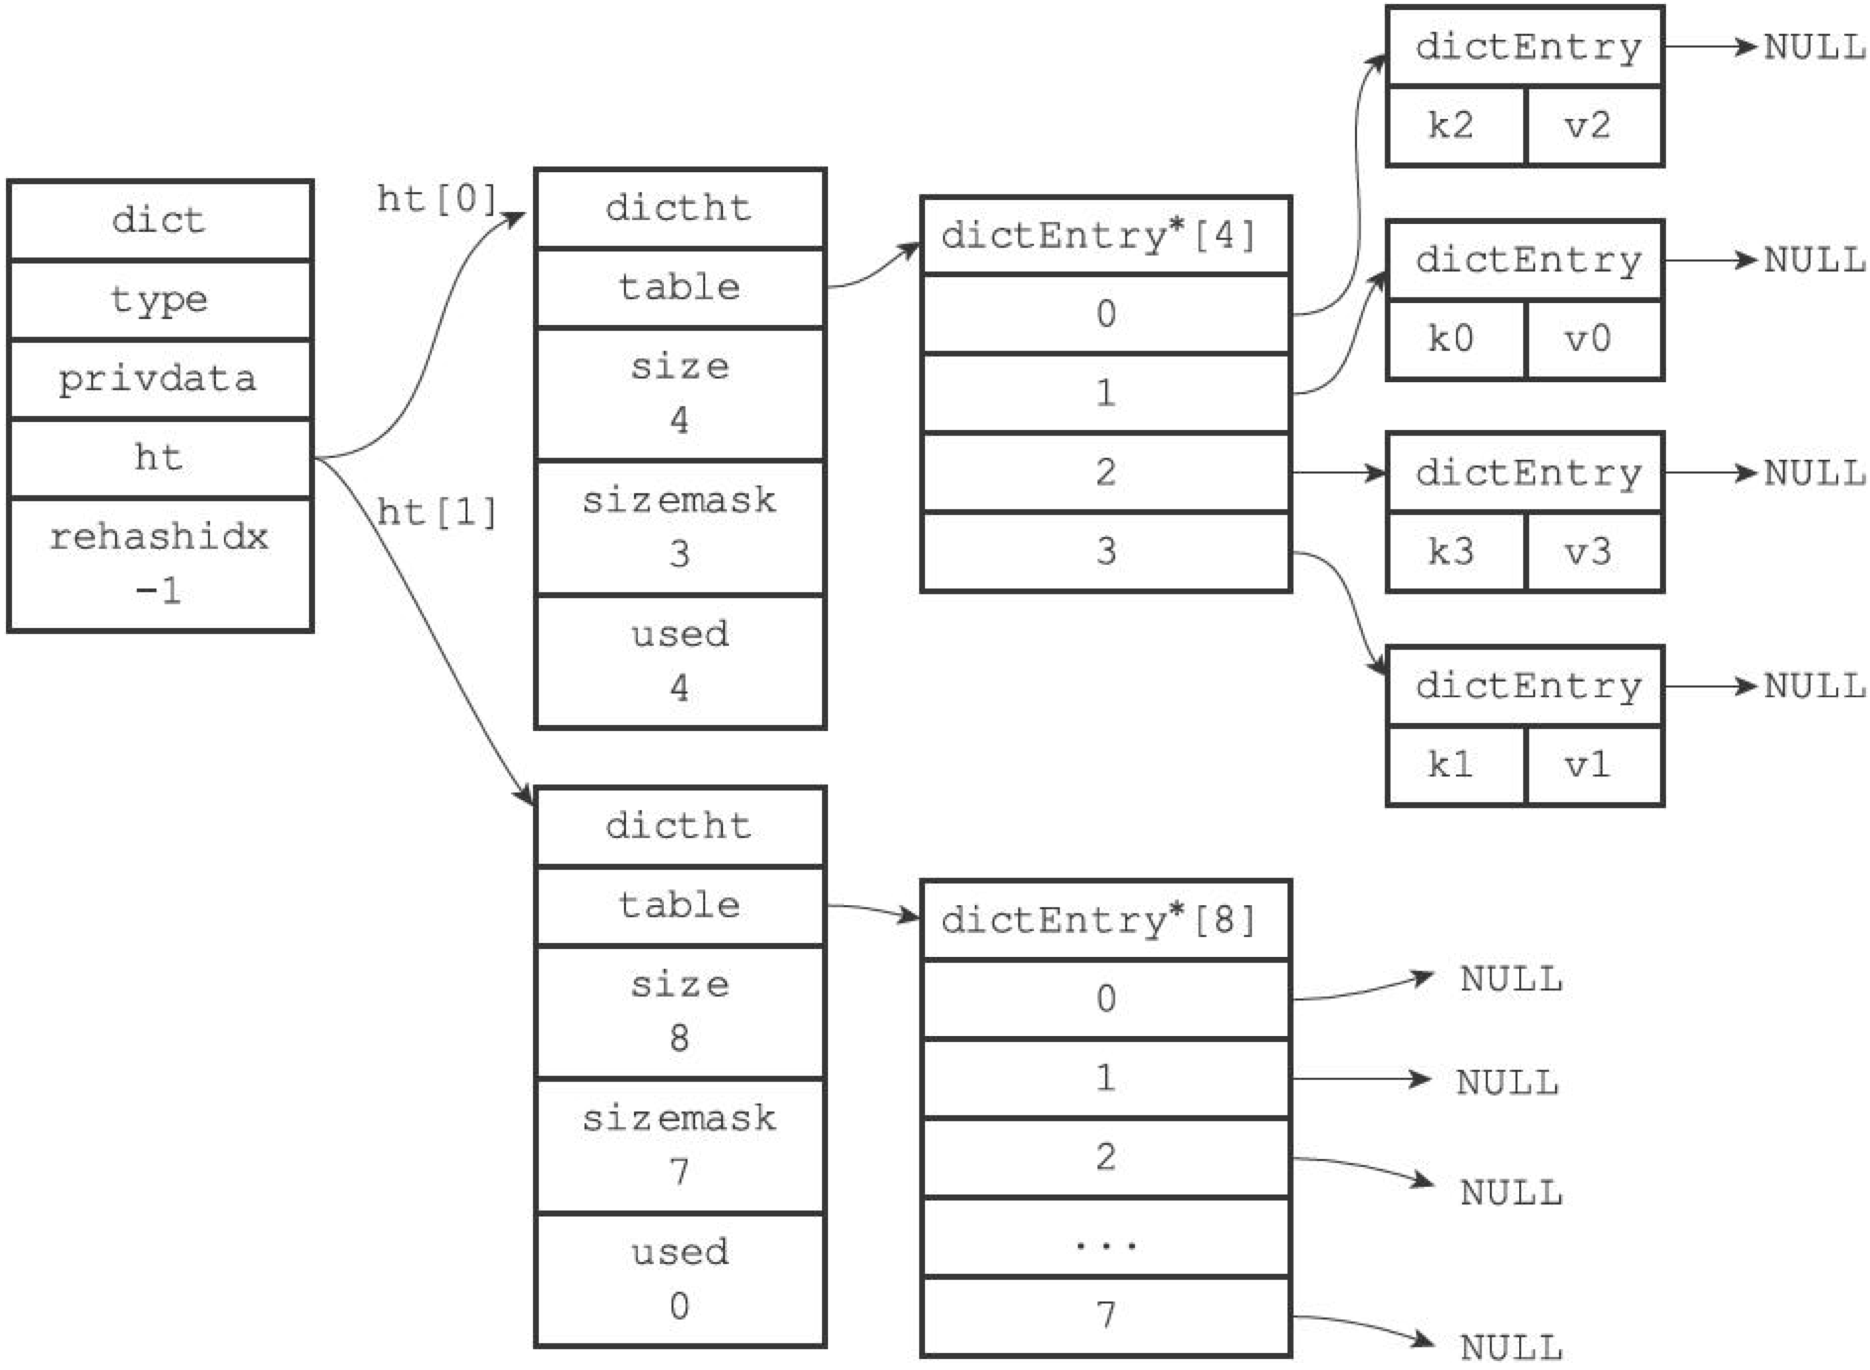 dict
type
privdata
ht
rehashidx
-1
ht[0]
ht[1]
dictht
table
size
4
sizemask
3
used
4
dictEntry*[4]
0
1
2
3
dictEntry
NULL
k2 v2
dictEntry
NULL
k0 v0
dictEntry
NULL
k3 v3
dictEntry
NULL
k1 v1
dictht
table
size
8
sizemask
7
used
0
dictEntry*[8]
0
NULL
1
NULL
2
NULL
...
7
NULL